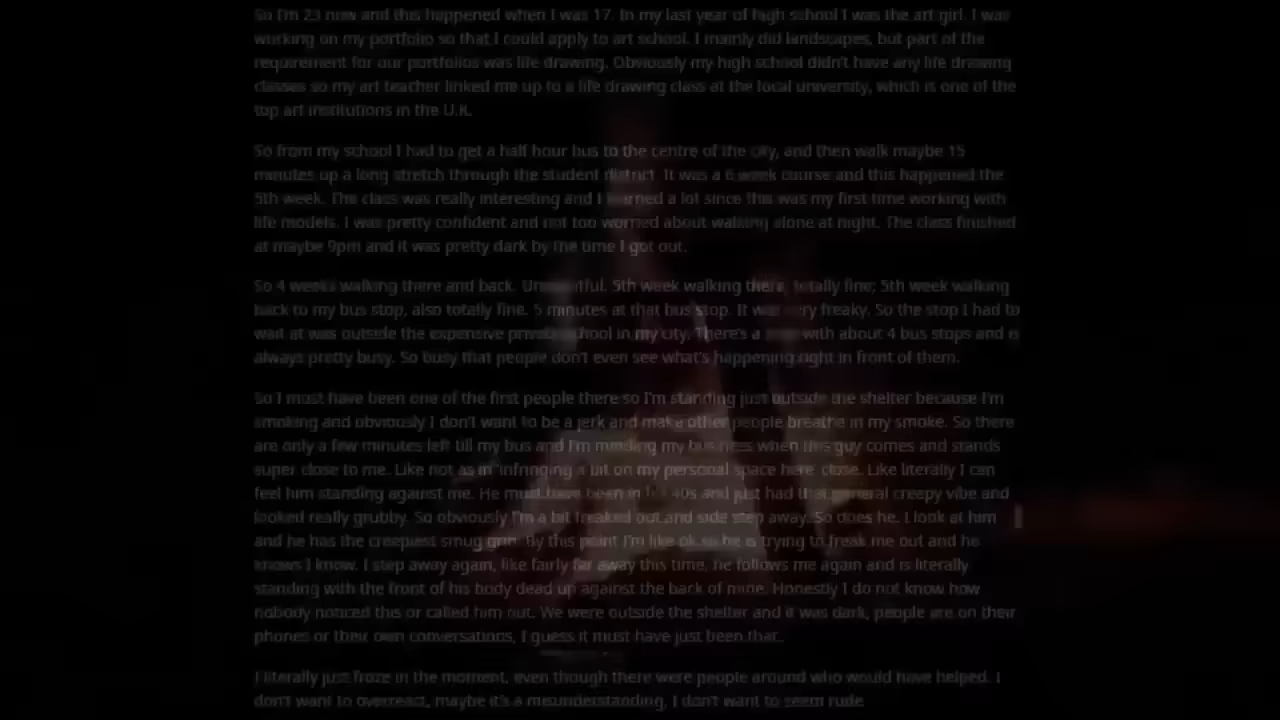 So I'm 23 now and this happened when I was 17. In my last year of high school I was the art girl. I was
working on my portfolio so that I could apply to art school. I mainly did landscapes, but part of the
requirement for our portfolios was life drawing. Obviously my high school didn't have any life drawing
classes so my art teacher linked me up to a life drawing class at the local university, which is one of the
top art institutions in the U.K.
So from my school I had to get a half hour bus to the centre of the city, and then walk maybe 15
minutes up a long stretch through the student district. It was a 6 week course and this happened the
5th week. The class was really interesting and I learned a lot since this was my first time working with
life models. I was pretty confident and not too worried about walking alone at night. The class finished
at maybe 9pm and it was pretty dark by the time I got out.
So 4 weeks walking there and back. Uneventful. 5th week walking there, totally fine; 5th week walking
back to my bus stop, also totally fine. 5 minutes at that bus stop. It was very freaky. So the stop I had to
wait at was outside the expensive private school in my city. There's a with about 4 bus stops and is
always pretty busy. So busy that people don't even see what's happening right in front of them.
So I must have been one of the first people there so I'm standing just outside the shelter because I'm
smoking and obviously I don't want to be a jerk and make other people breathe in my smoke. So there
are only a few minutes left till my bus and I'm minding my business when this guy comes and stands
super close to me. Like not as in 'infringing a bit on my personal space here' close. Like literally I can
feel him standing against me. He must have been in his 40s and just had that general creepy vibe and
looked really grubby. So obviously I'm a bit freaked out and side step away. So does he. I look at him
and he has the creepiest smug grin. By this point I'm like ok so he is trying to freak me out and he
knows I know. I step away again, like fairly far away this time, he follows me again and is literally
standing with the front of his body dead up against the back of mine. Honestly I do not know how
nobody noticed this or called him out. We were outside the shelter and it was dark, people are on their
phones or their own conversations, I guess it must have just been that.
I literally just froze in the moment, even though there were people around who would have helped. I
don't want to overreact, maybe it's a misunderstanding, I don't want to seem rude